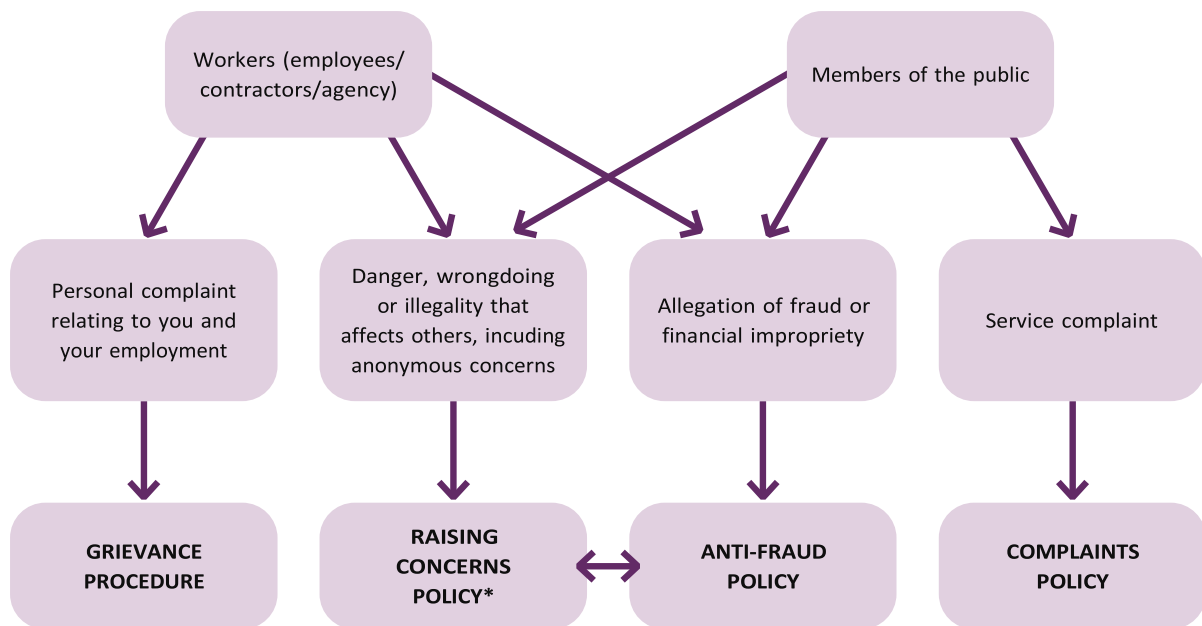 Workers (employees/
contractors/agency)
Members of the public
Personal complaint
relating to you and
your employment
Danger, wrongdoing
or illegality that
affects others, incuding
anonymous concerns
Allegation of fraud or
financial impropriety
Service complaint
GRIEVANCE
PROCEDURE
RAISING
CONCERNS
POLICY*
ANTI-FRAUD
POLICY
COMPLAINTS
POLICY